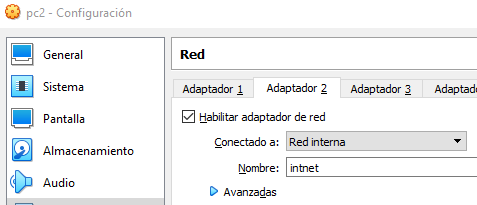 pc2 - Configuración
General
Sistema
Pantalla
Almacenamiento
Audio
Red
Adaptador 1 Adaptador 2 Adaptador 3 Adaptado
Habilitar adaptador de red
Conectado a: Red interna
Nombre: intnet
Avanzadas